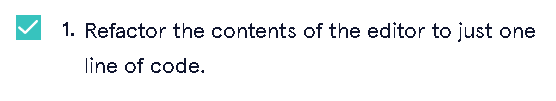 1. Refactor the contents of the editor to just one
line of code.